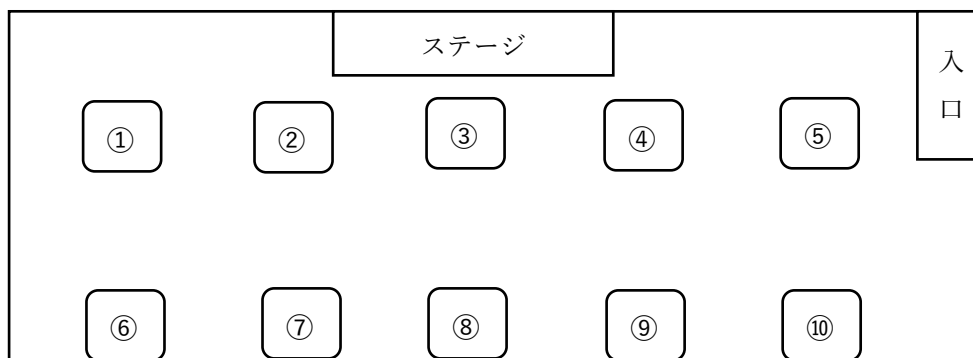 ステージ
入口
① ② ③ ④ ⑤
⑥ ⑦ ⑧ ⑨ ⑩